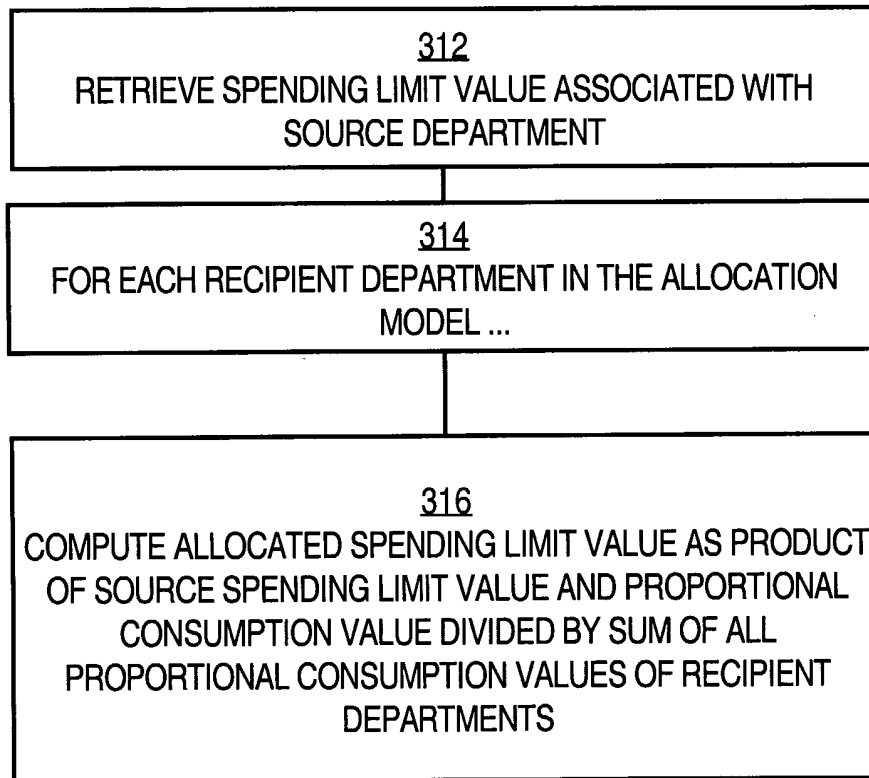 312
RETRIEVE SPENDING LIMIT VALUE ASSOCIATED WITH
SOURCE DEPARTMENT
314
FOR EACH RECIPIENT DEPARTMENT IN THE ALLOCATION
MODEL ...
316
COMPUTE ALLOCATED SPENDING LIMIT VALUE AS PRODUCT
OF SOURCE SPENDING LIMIT VALUE AND PROPORTIONAL
CONSUMPTION VALUE DIVIDED BY SUM OF ALL
PROPORTIONAL CONSUMPTION VALUES OF RECIPIENT
DEPARTMENTS